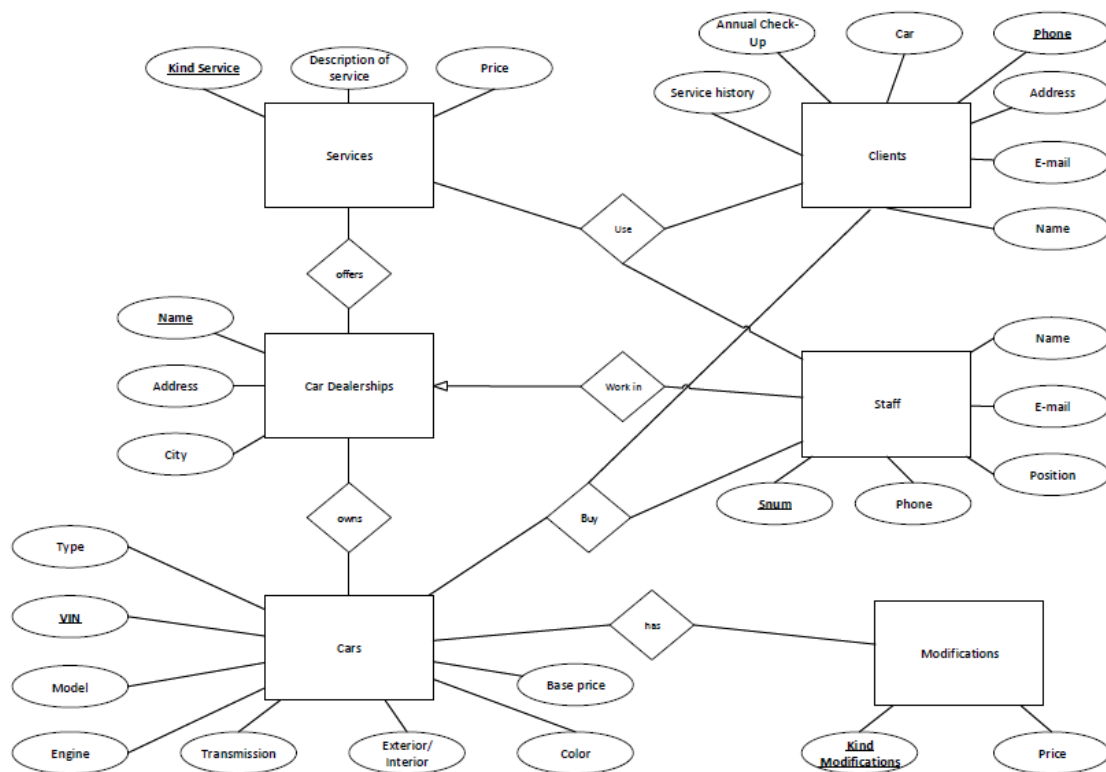 Annual Check-
Up
Car
Phone
Kind Service
Description of
service
Price
Service history
Address
Services
Clients
E-mail
Use
Name
offers
Name
Name
Address
Car Dealerships
Work in
Staff
E-mail
City
Position
Snum
Phone
owns
Buy
Type
VIN
Cars
has
Modifications
Model
Base price
Engine
Transmission
Exterior/
Interior
Color
Kind
Modifications
Price